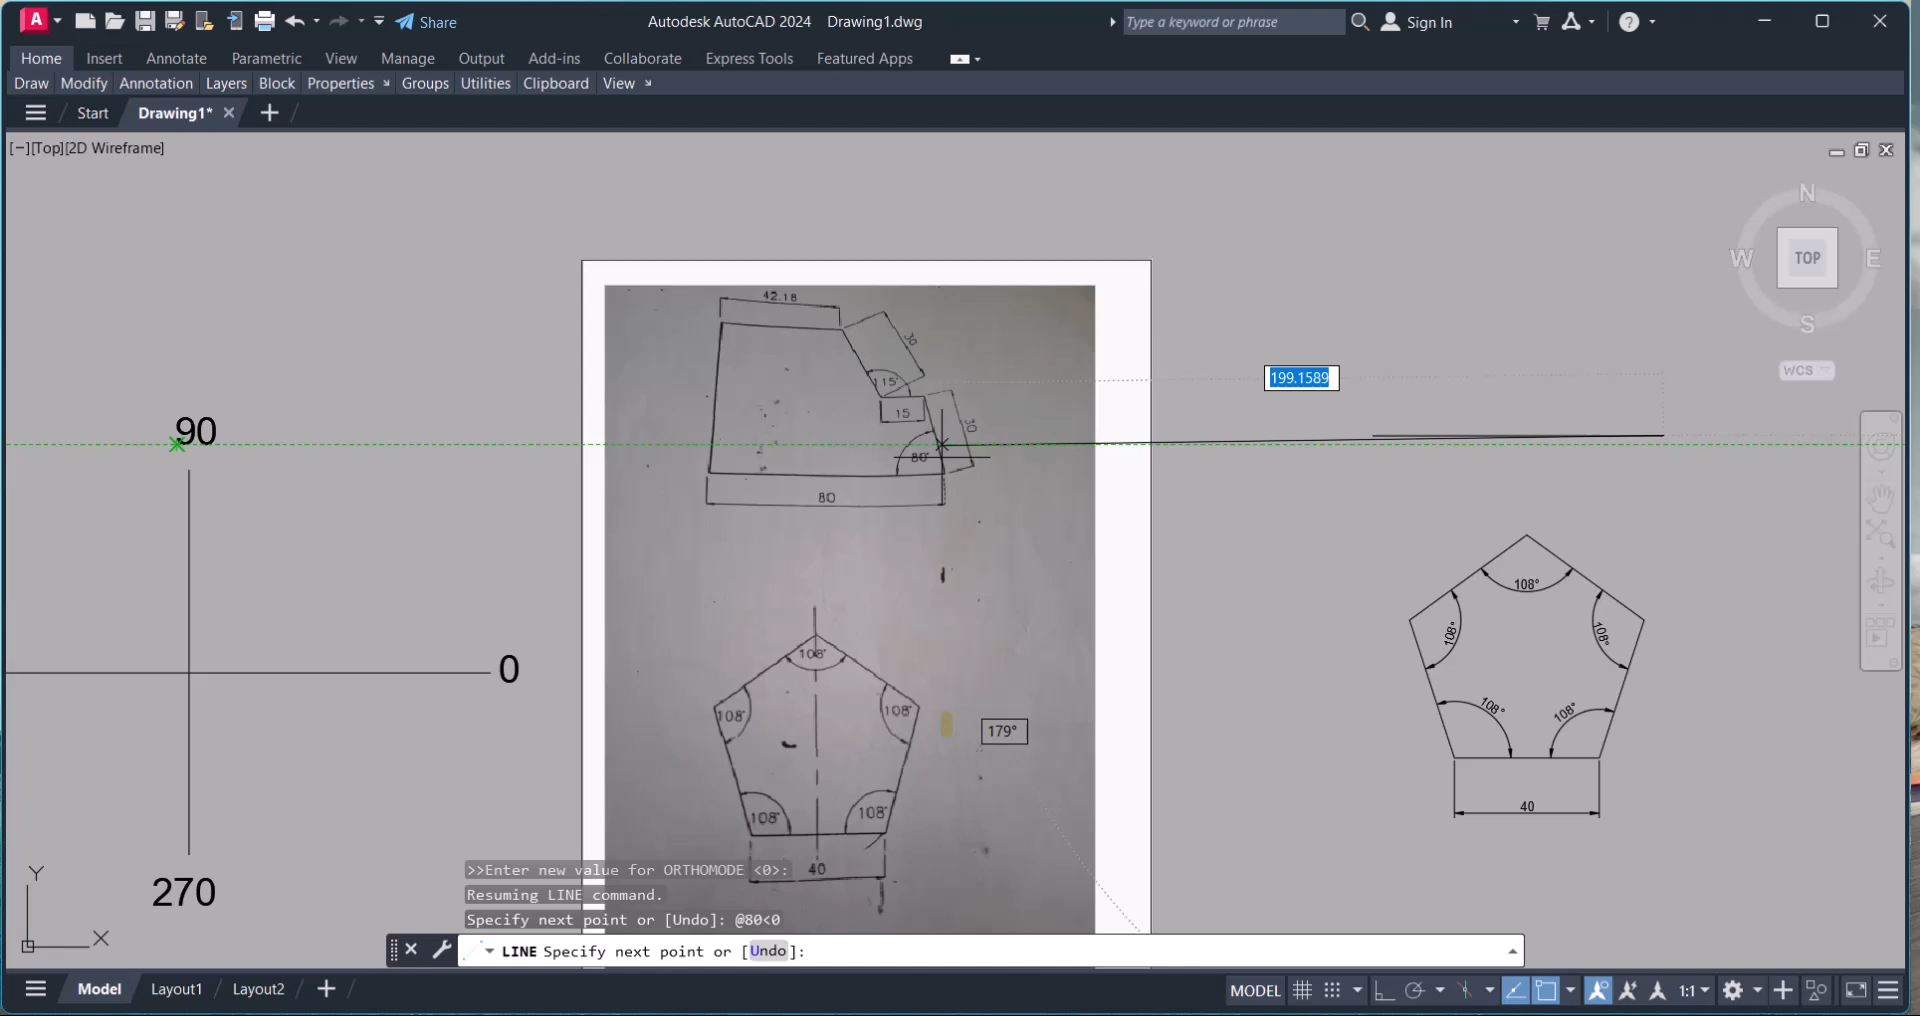 A Share Autodesk AutoCAD 2024 Drawing1.dwg Type a keyword or phrase Sign In ?
Home Insert Annotate Parametric View Manage Output Add-ins Collaborate Express Tools Featured Apps
Draw Modify Annotation Layers Block Properties Groups Utilities Clipboard View
Start Drawing1*
[−][Top][2D Wireframe]
N
W TOP E
S
WCS
42.18
30
115°
15
30
80°
80
199.1589
90
0
270
108°
108° 108°
108° 108°
40
179°
108°
108° 108°
108° 108°
40
Y
X
>>Enter new value for ORTHOMODE <0>:
Resuming LINE command.
Specify next point or [Undo]: @80<0
LINE Specify next point or [Undo]:
Model Layout1 Layout2 MODEL 1:1